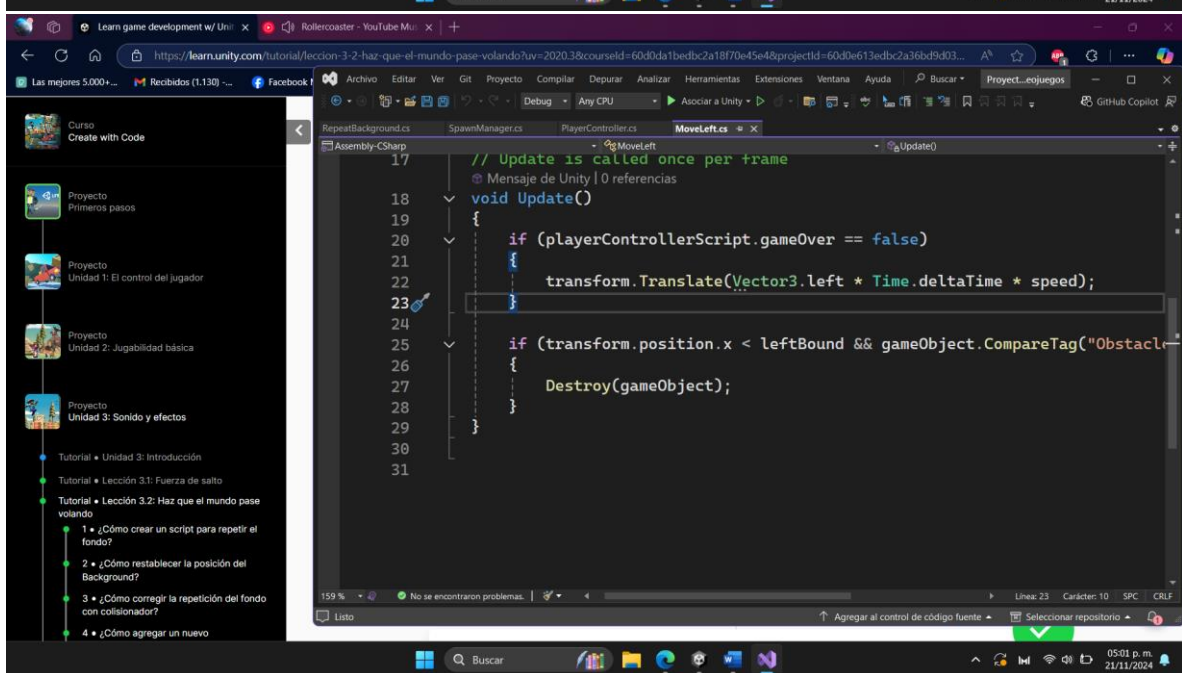 21/11/2024
Learn game development w/ Unit
Rollercoaster - YouTube Mus
https://learn.unity.com/tutorial/leccion-3-2-haz-que-el-mundo-pase-volando?uv=2020.3&courseId=60d0da1bedbc2a18f70e45e4&projectId=60d0e613edbc2a36bd9d03...
Las mejores 5.000+...
Recibidos (1.130) -...
Facebook
Archivo Editar Ver Git Proyecto Compilar Depurar Analizar Herramientas Extensiones Ventana Ayuda Buscar Proyect...eojuegos
Debug Any CPU Asociar a Unity GitHub Copilot
RepeatBackground.cs SpawnManager.cs PlayerController.cs MoveLeft.cs
Assembly-CSharp MoveLeft Update()
Curso
Create with Code
Proyecto
Primeros pasos
Proyecto
Unidad 1: El control del jugador
Proyecto
Unidad 2: Jugabilidad básica
Proyecto
Unidad 3: Sonido y efectos
Tutorial • Unidad 3: Introducción
Tutorial • Lección 3.1: Fuerza de salto
Tutorial • Lección 3.2: Haz que el mundo pase
volando
1 • ¿Cómo crear un script para repetir el
fondo?
2 • ¿Cómo restablecer la posición del
Background?
3 • ¿Cómo corregir la repetición del fondo
con colisionador?
4 • ¿Cómo agregar un nuevo
17 // Update is called once per frame
Mensaje de Unity | 0 referencias
18 void Update()
19 {
20 if (playerControllerScript.gameOver == false)
21 {
22 transform.Translate(Vector3.left * Time.deltaTime * speed);
23 }
24
25 if (transform.position.x < leftBound && gameObject.CompareTag("Obstacle
26 {
27 Destroy(gameObject);
28 }
29 }
30
31
159 % No se encontraron problemas. Línea: 23 Carácter: 10 SPC CRLF
Listo Agregar al control de código fuente Seleccionar repositorio
Buscar
05:01 p. m.
21/11/2024